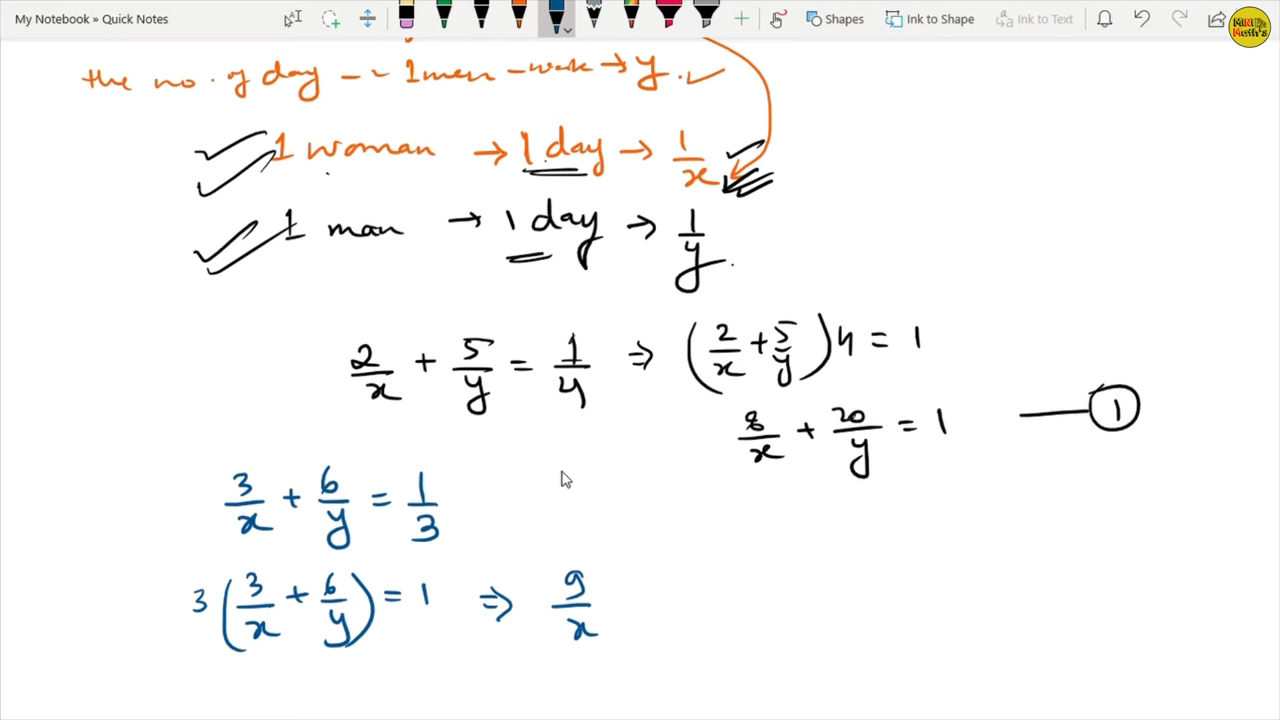 My Notebook » Quick Notes
Shapes
Ink to Shape
Ink to Text
MINI Math's
the no. of day -- 1 men - work → y.
1 woman → 1 day → 1/x
1 man → 1 day → 1/y.
2/x + 5/y = 1/4 ⇒ (2/x + 5/y) 4 = 1
8/x + 20/y = 1 — 1
3/x + 6/y = 1/3
3 (3/x + 6/y) = 1 ⇒ 9/x